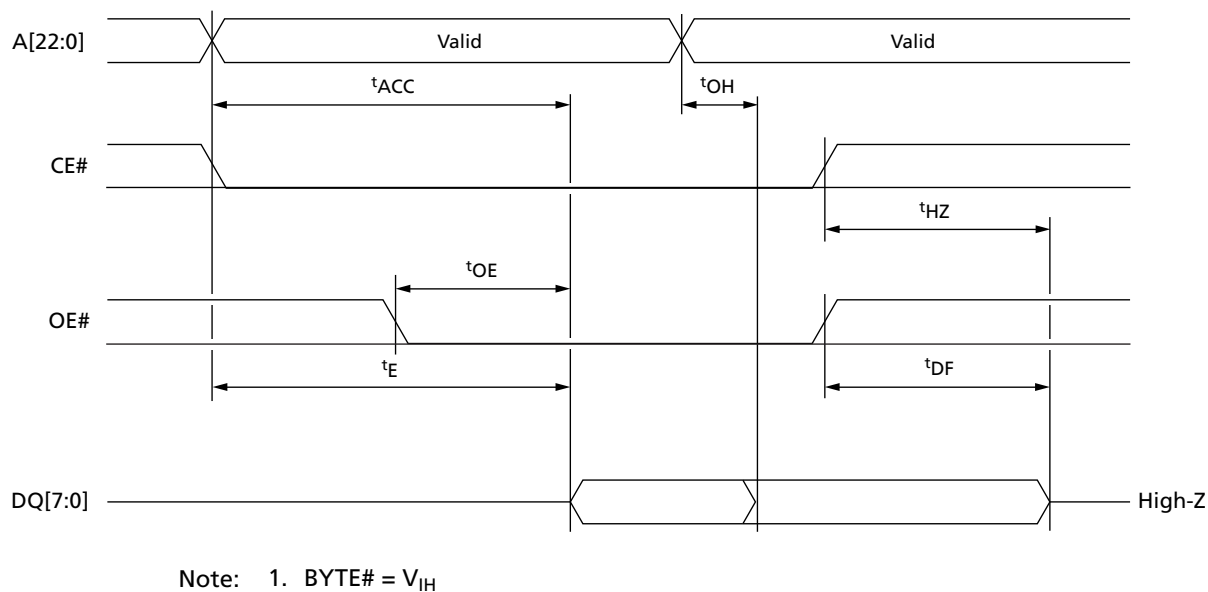 A[22:0]
Valid
Valid
tACC
tOH
CE#
tHZ
tOE
OE#
tE
tDF
DQ[7:0]
High-Z
Note: 1. BYTE# = VIH